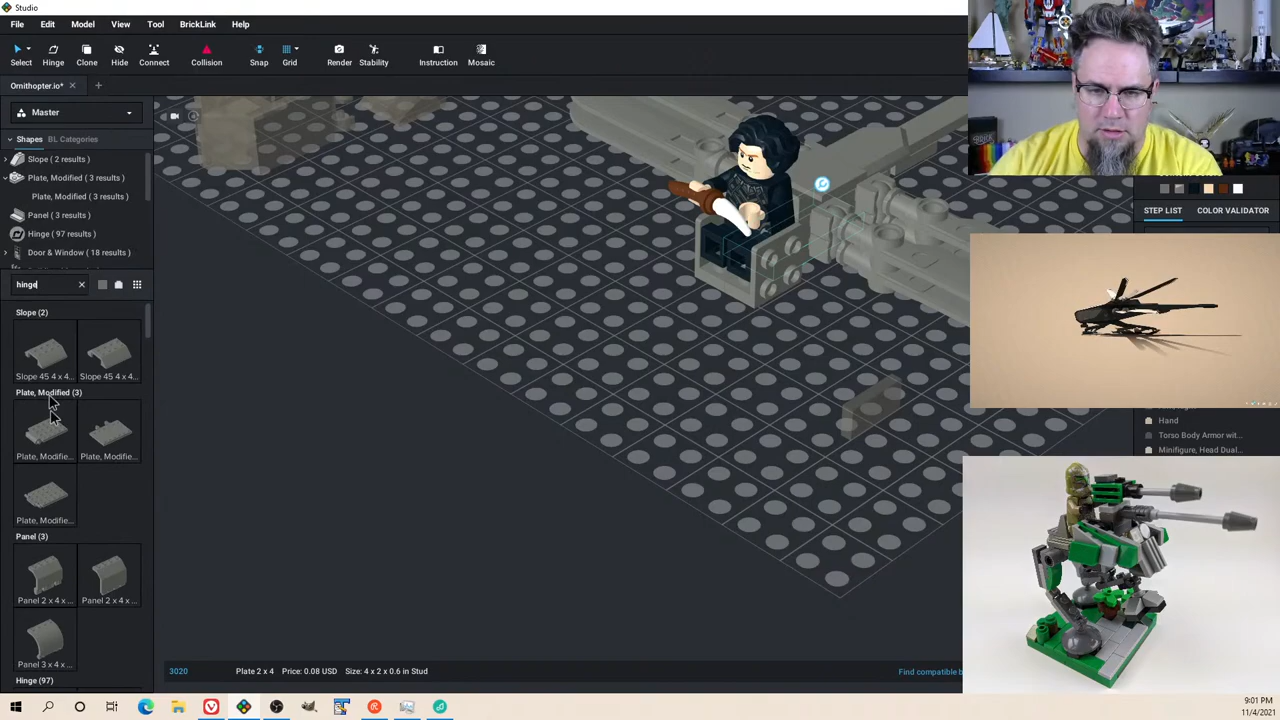 Studio
File Edit Model View Tool BrickLink Help
Select Hinge Clone Hide Connect Collision Snap Grid Render Stability Instruction Mosaic
Ornithopter.io*
Master
Shapes BL Categories
Slope ( 2 results )
Plate, Modified ( 3 results )
Plate, Modified ( 3 results )
Panel ( 3 results )
Hinge ( 97 results )
Door & Window ( 18 results )
hinge
Slope (2)
Slope 45 4 x 4... Slope 45 4 x 4...
Plate, Modified (3)
Plate, Modifie... Plate, Modifie...
Plate, Modifie...
Panel (3)
Panel 2 x 4 x ... Panel 2 x 4 x ...
Panel 3 x 4 x ...
Hinge (97)
3020 Plate 2 x 4 Price: 0.08 USD Size: 4 x 2 x 0.6 in Stud Find compatible b
STEP LIST COLOR VALIDATOR
Hand
Torso Body Armor wit...
Minifigure, Head Dual...
9:01 PM
11/4/2021